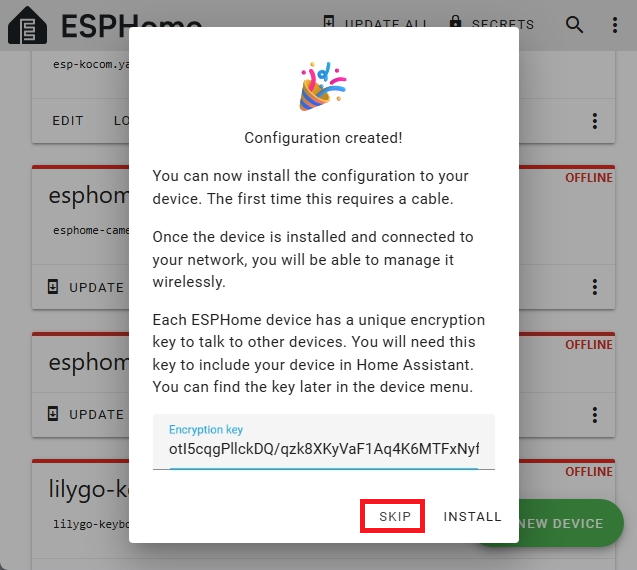 ESPHome
UPDATE ALL
SECRETS
esp-kocom.ya
EDIT
LO
OFFLINE
esphom
esphome-came
UPDATE
OFFLINE
esphom
UPDATE
OFFLINE
lilygo-k
lilygo-keybo
NEW DEVICE
Configuration created!
You can now install the configuration to your
device. The first time this requires a cable.
Once the device is installed and connected to
your network, you will be able to manage it
wirelessly.
Each ESPHome device has a unique encryption
key to talk to other devices. You will need this
key to include your device in Home Assistant.
You can find the key later in the device menu.
Encryption key
otI5cqgPllckDQ/qzk8XKyVaF1Aq4K6MTFxNyf
SKIP
INSTALL